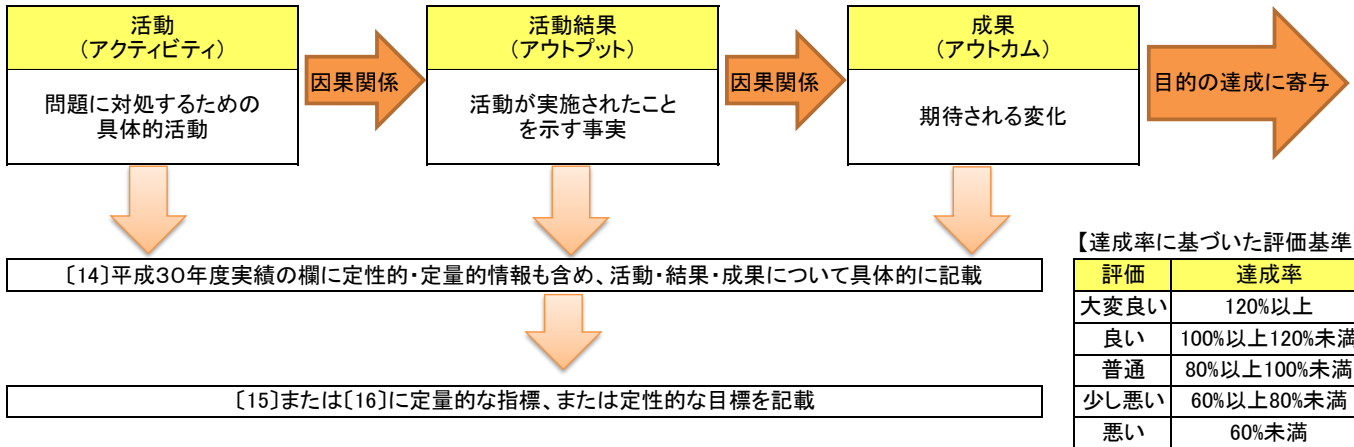 活動
（アクティビティ）
問題に対処するための
具体的活動
因果関係
活動結果
（アウトプット）
活動が実施されたこと
を示す事実
因果関係
成果
（アウトカム）
期待される変化
目的の達成に寄与
〔14〕平成３０年度実績の欄に定性的・定量的情報も含め、活動・結果・成果について具体的に記載
〔15〕または〔16〕に定量的な指標、または定性的な目標を記載
【達成率に基づいた評価基準
評価 達成率
大変良い 120%以上
良い 100%以上120%未満
普通 80%以上100%未満
少し悪い 60%以上80%未満
悪い 60%未満